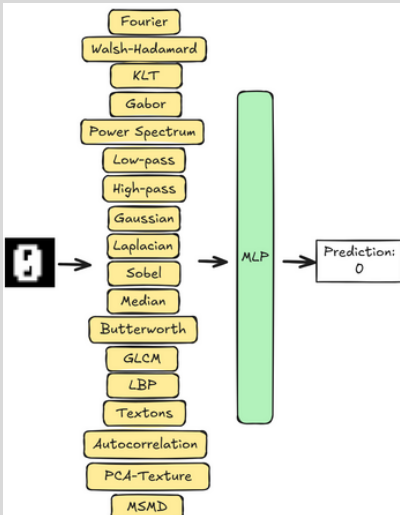 Fourier
Walsh-Hadamard
KLT
Gabor
Power Spectrum
Low-pass
High-pass
Gaussian
Laplacian
Sobel
Median
Butterworth
GLCM
LBP
Textons
Autocorrelation
PCA-Texture
MSMD
0
MLP
Prediction:
0